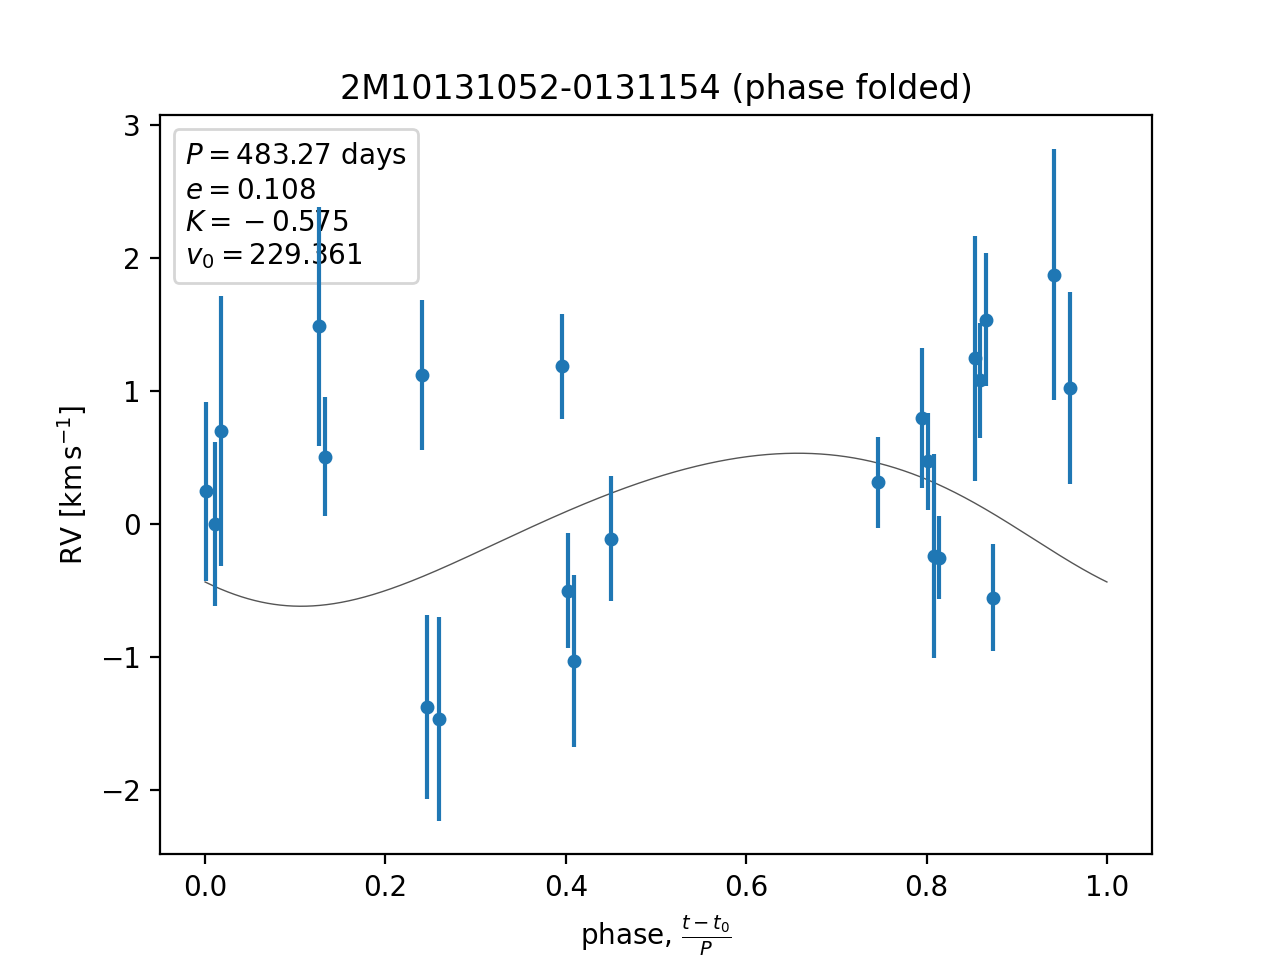 2M10131052-0131154 (phase folded)
P = 483.27 days
e = 0.108
K = −0.575
v₀ = 229.361
3
2
1
0
−1
−2
RV [km s⁻¹]
0.0 0.2 0.4 0.6 0.8 1.0
phase, (t − t₀)/P